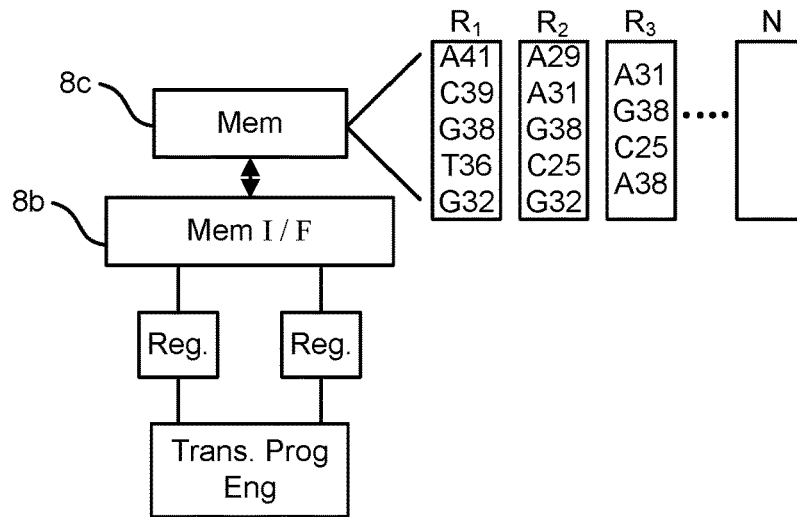 R1 R2 R3 N
A41 A29
A31
C39 A31
G38
G38 G38
C25
T36 C25
A38
G32 G32
8c
Mem
8b
Mem I / F
Reg. Reg.
Trans. Prog
Eng